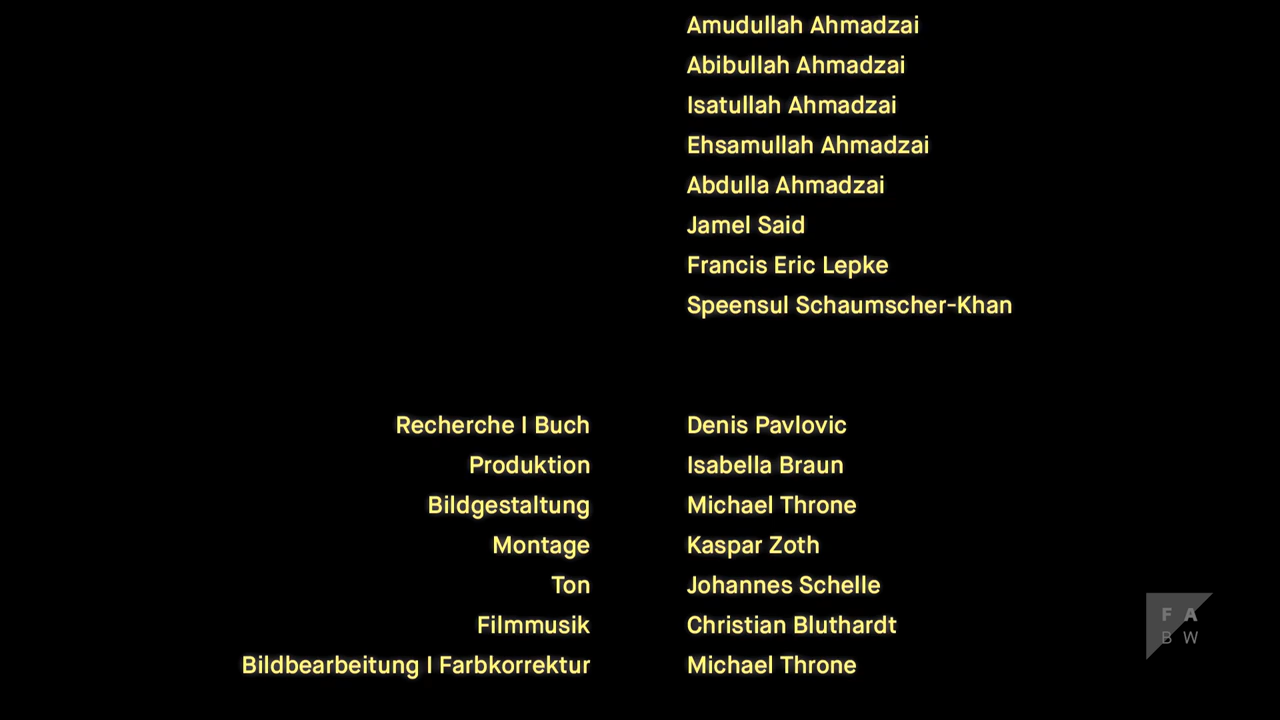 Amudullah Ahmadzai
Abibullah Ahmadzai
Isatullah Ahmadzai
Ehsamullah Ahmadzai
Abdulla Ahmadzai
Jamel Said
Francis Eric Lepke
Speensul Schaumscher-Khan
Recherche I Buch Denis Pavlovic
Produktion Isabella Braun
Bildgestaltung Michael Throne
Montage Kaspar Zoth
Ton Johannes Schelle
Filmmusik Christian Bluthardt
Bildbearbeitung I Farbkorrektur Michael Throne
F A
B W